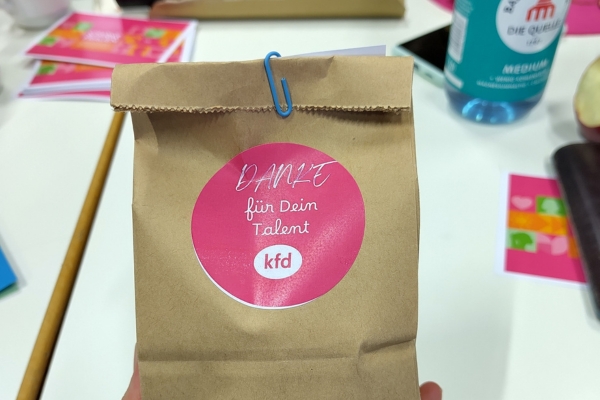 DANKE
für Dein
Talent
kfd
DIE QUELLE
MEDIUM